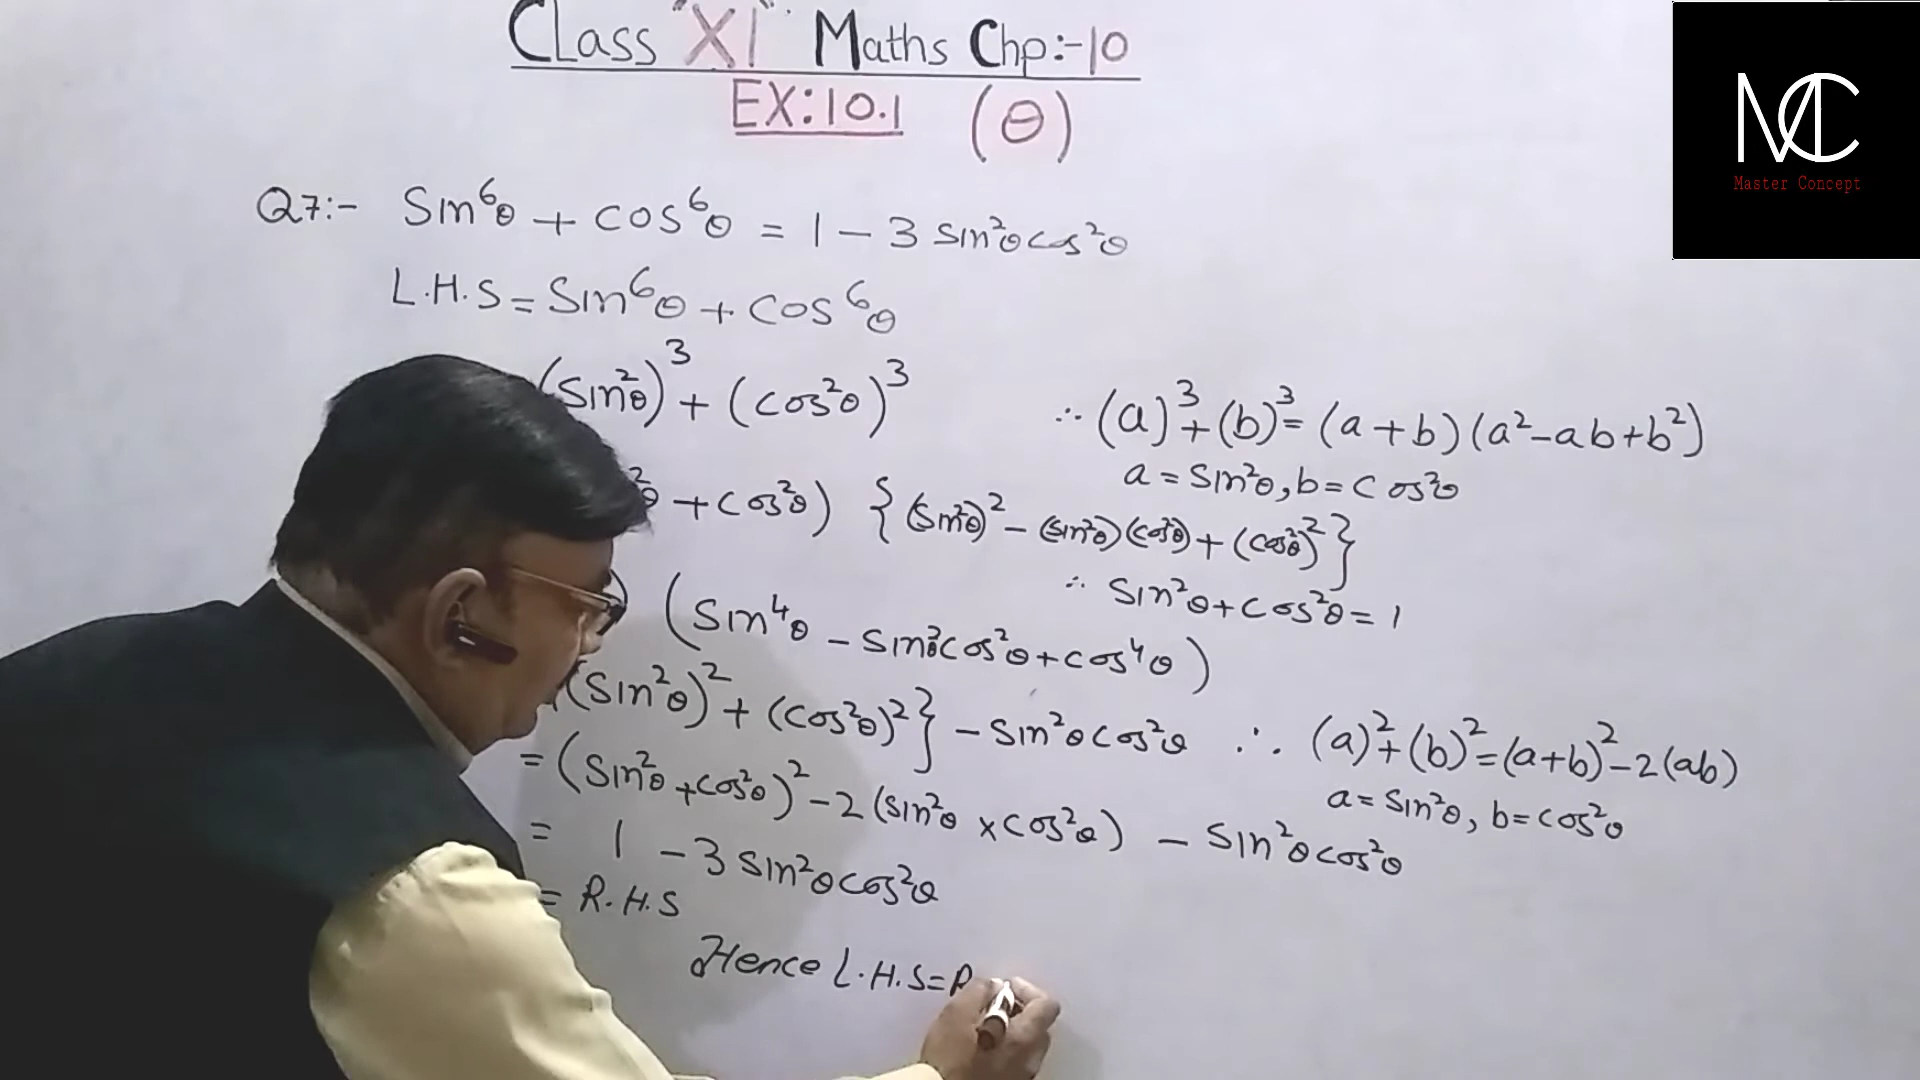 Class "XI" Maths Chp:-10
EX:10.1 (θ)
MC
Master Concept
Q7:- Sin⁶θ + cos⁶θ = 1 - 3 sin²θcos²θ
L.H.S = Sin⁶θ + Cos⁶θ
(Sin²θ)³ + (cos²θ)³ ∴ (a)³+(b)³=(a+b)(a²-ab+b²)
a = Sin²θ, b = Cos²θ
²θ + cos²θ) {(Sin²θ)² - (sin²θ)(cos²θ) + (cos²θ)²}
∴ Sin²θ + Cos²θ = 1
) (Sin⁴θ - Sin²θcos²θ + cos⁴θ)
(Sin²θ)² + (cos²θ)²} - Sin²θcos²θ ∴ (a)²+(b)²=(a+b)²-2(ab)
a = Sin²θ, b = cos²θ
= (Sin²θ + cos²θ)² - 2 (sin²θ × cos²θ) - Sin²θcos²θ
= 1 - 3 Sin²θcos²θ
= R.H.S
Hence L.H.S = R